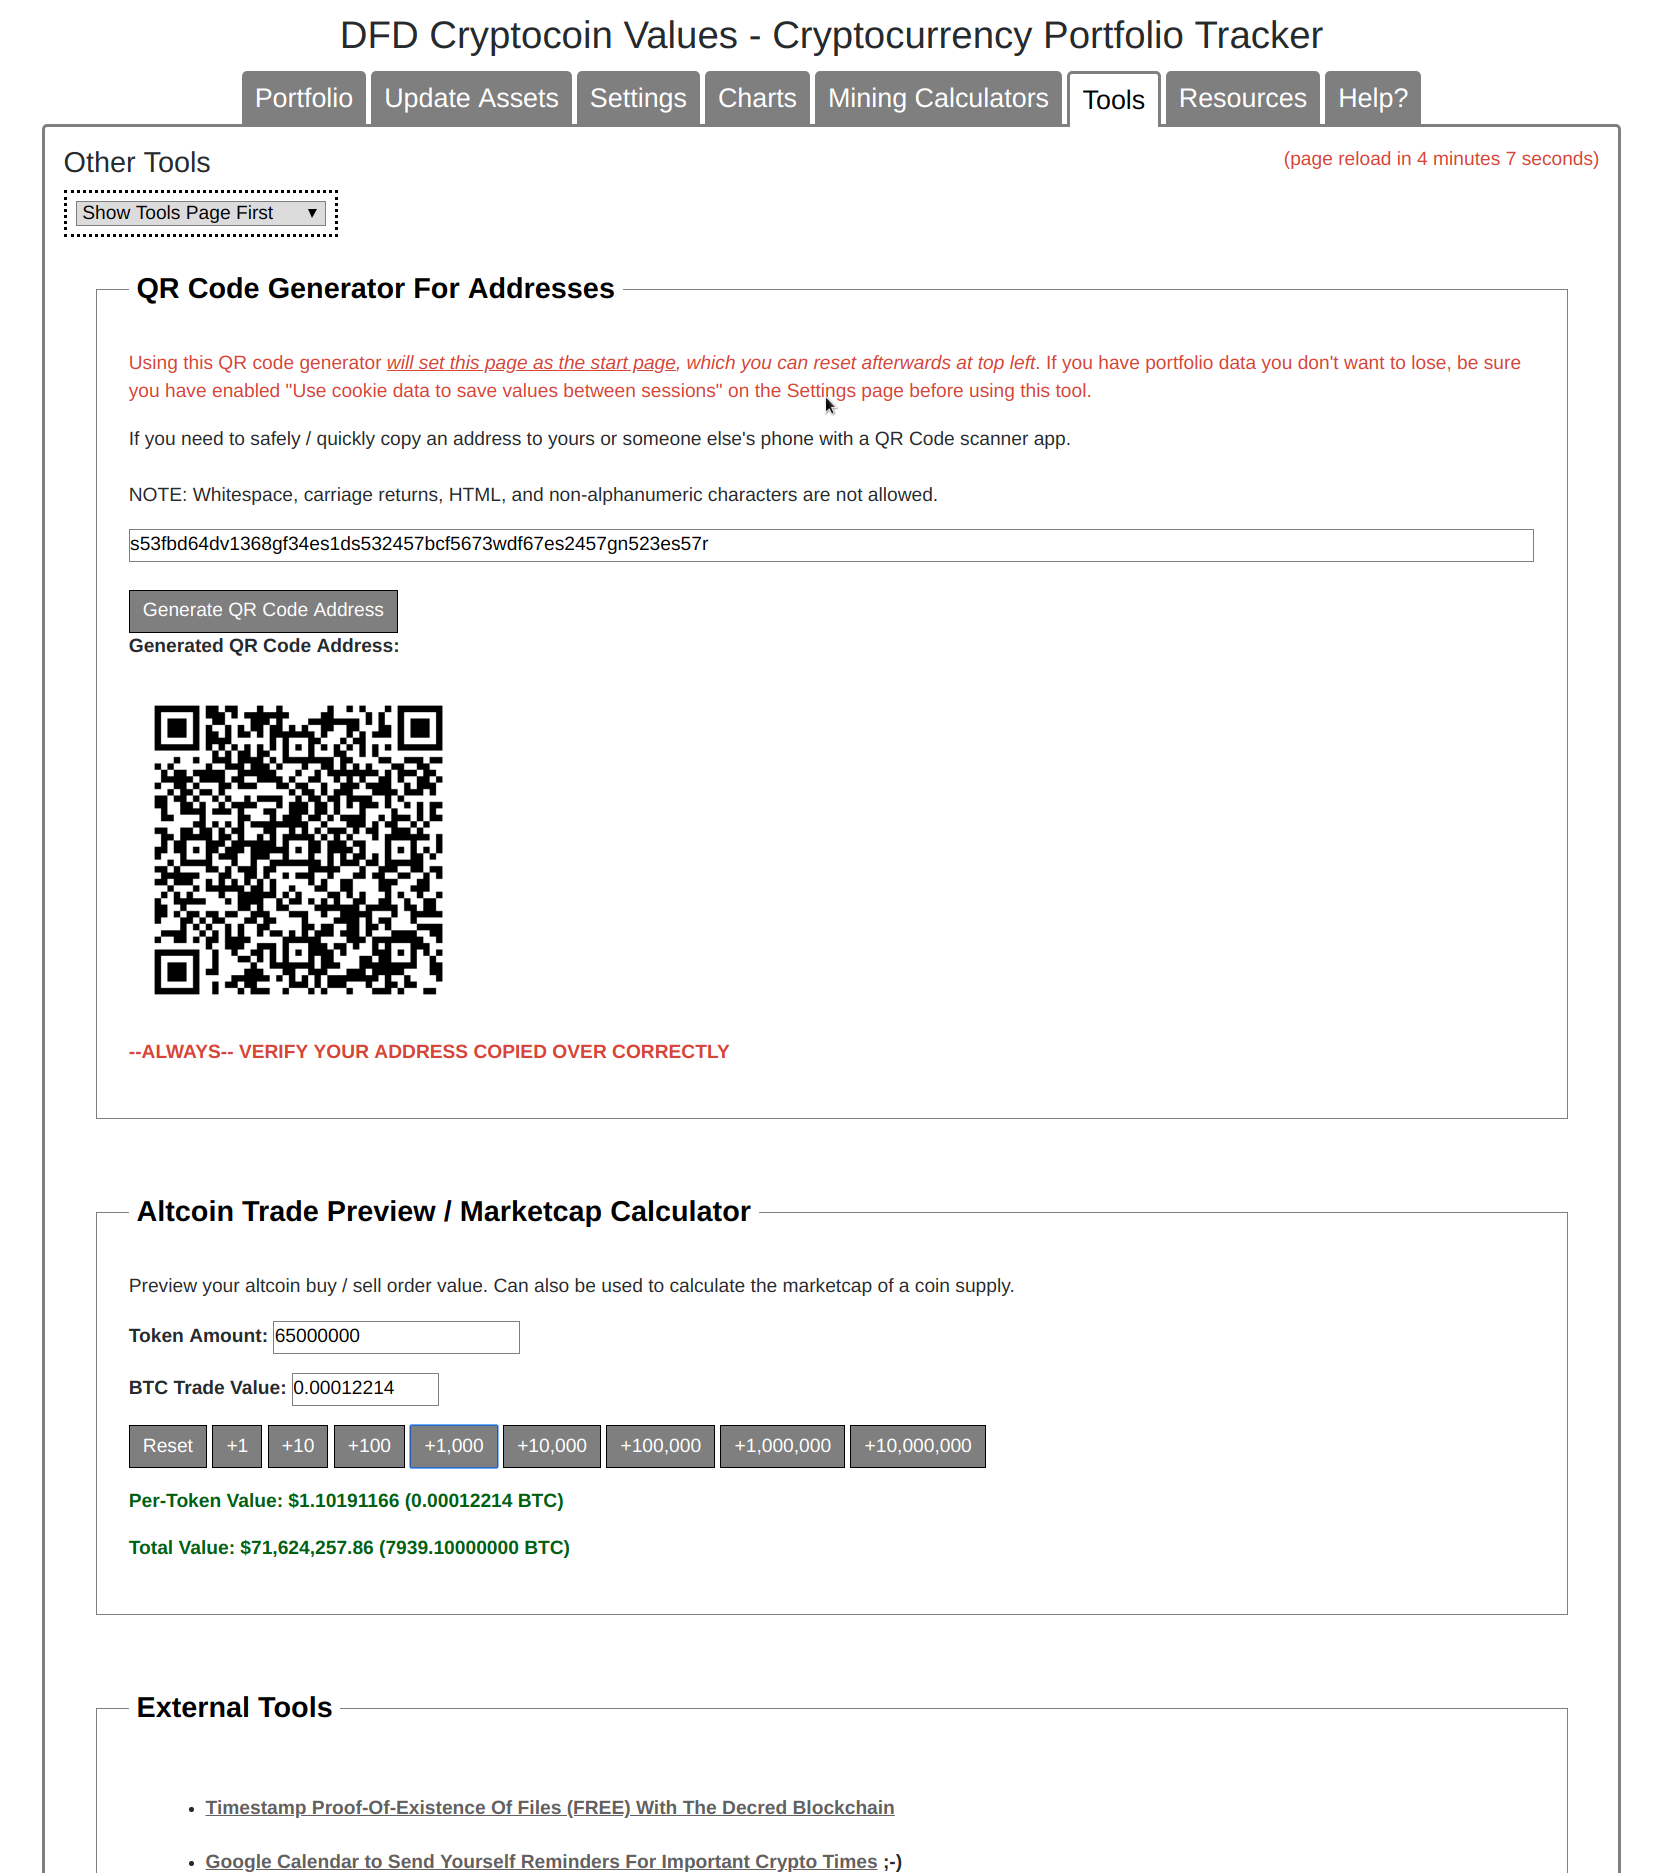 DFD Cryptocoin Values - Cryptocurrency Portfolio Tracker
Portfolio Update Assets Settings Charts Mining Calculators Tools Resources Help?
Other Tools
(page reload in 4 minutes 7 seconds)
Show Tools Page First
QR Code Generator For Addresses
Using this QR code generator will set this page as the start page, which you can reset afterwards at top left. If you have portfolio data you don't want to lose, be sure
you have enabled "Use cookie data to save values between sessions" on the Settings page before using this tool.
If you need to safely / quickly copy an address to yours or someone else's phone with a QR Code scanner app.
NOTE: Whitespace, carriage returns, HTML, and non-alphanumeric characters are not allowed.
s53fbd64dv1368gf34es1ds532457bcf5673wdf67es2457gn523es57r
Generate QR Code Address
Generated QR Code Address:
--ALWAYS-- VERIFY YOUR ADDRESS COPIED OVER CORRECTLY
Altcoin Trade Preview / Marketcap Calculator
Preview your altcoin buy / sell order value. Can also be used to calculate the marketcap of a coin supply.
Token Amount: 65000000
BTC Trade Value: 0.00012214
Reset +1 +10 +100 +1,000 +10,000 +100,000 +1,000,000 +10,000,000
Per-Token Value: $1.10191166 (0.00012214 BTC)
Total Value: $71,624,257.86 (7939.10000000 BTC)
External Tools
Timestamp Proof-Of-Existence Of Files (FREE) With The Decred Blockchain
Google Calendar to Send Yourself Reminders For Important Crypto Times ;-)